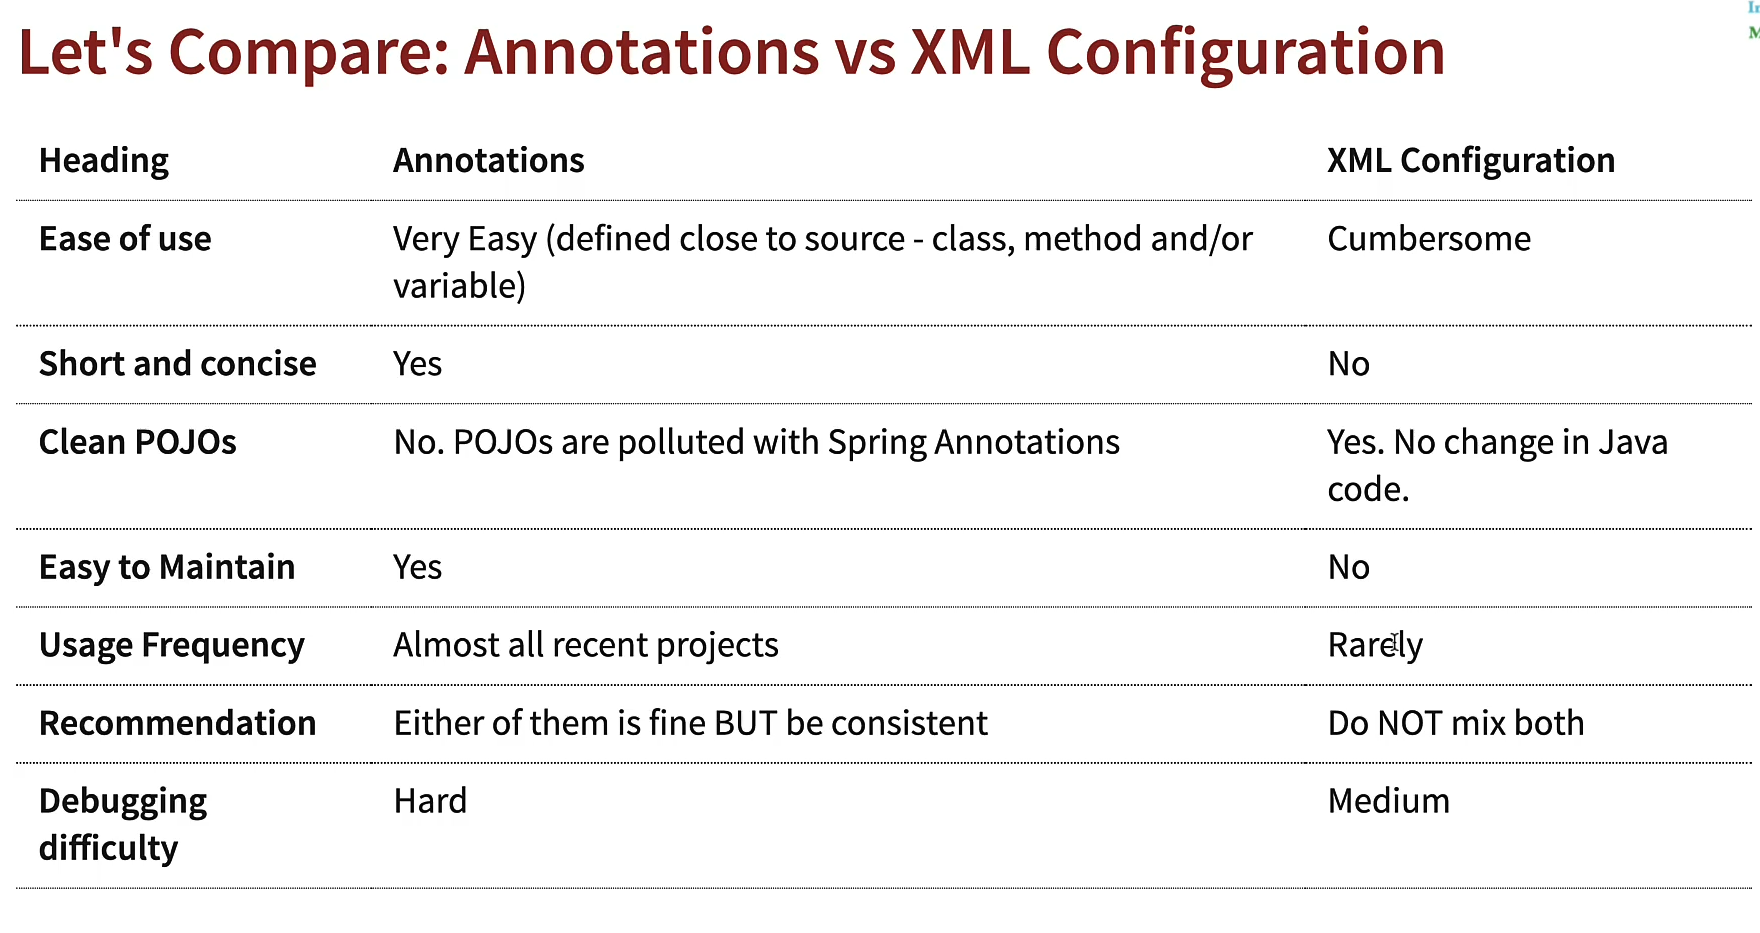 Let's Compare: Annotations vs XML Configuration
Heading Annotations XML Configuration
Ease of use Very Easy (defined close to source - class, method and/or variable) Cumbersome
Short and concise Yes No
Clean POJOs No. POJOs are polluted with Spring Annotations Yes. No change in Java code.
Easy to Maintain Yes No
Usage Frequency Almost all recent projects Rarely
Recommendation Either of them is fine BUT be consistent Do NOT mix both
Debugging difficulty Hard Medium